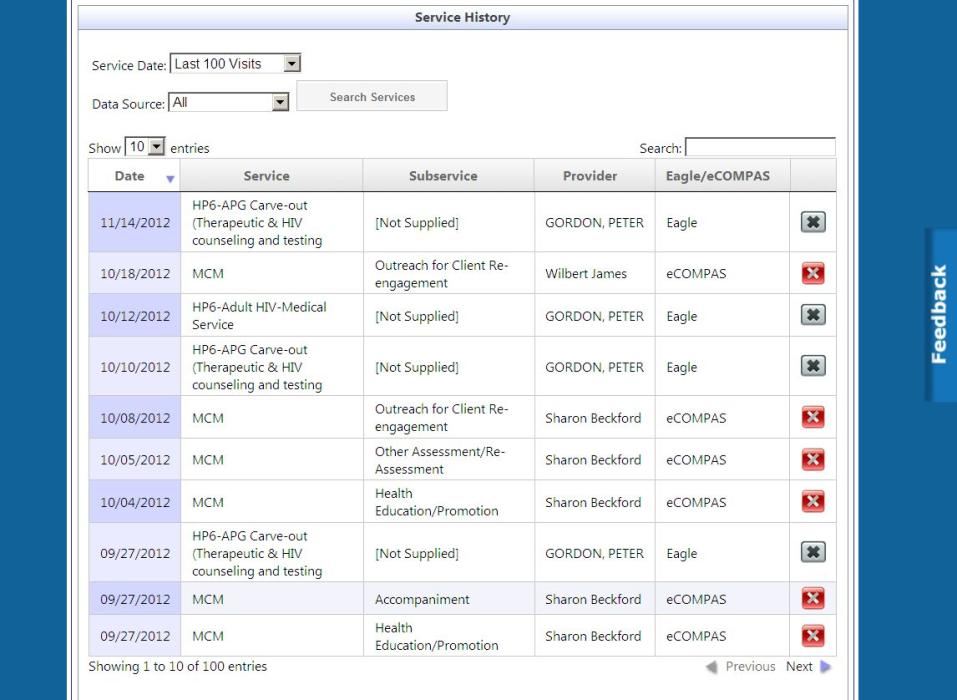 Service History
Service Date: Last 100 Visits
Data Source: All Search Services
Show 10 entries Search:
Date Service Subservice Provider Eagle/eCOMPAS
11/14/2012 HP6-APG Carve-out (Therapeutic & HIV counseling and testing [Not Supplied] GORDON, PETER Eagle
10/18/2012 MCM Outreach for Client Re-engagement Wilbert James eCOMPAS
10/12/2012 HP6-Adult HIV-Medical Service [Not Supplied] GORDON, PETER Eagle
10/10/2012 HP6-APG Carve-out (Therapeutic & HIV counseling and testing [Not Supplied] GORDON, PETER Eagle
10/08/2012 MCM Outreach for Client Re-engagement Sharon Beckford eCOMPAS
10/05/2012 MCM Other Assessment/Re-Assessment Sharon Beckford eCOMPAS
10/04/2012 MCM Health Education/Promotion Sharon Beckford eCOMPAS
09/27/2012 HP6-APG Carve-out (Therapeutic & HIV counseling and testing [Not Supplied] GORDON, PETER Eagle
09/27/2012 MCM Accompaniment Sharon Beckford eCOMPAS
09/27/2012 MCM Health Education/Promotion Sharon Beckford eCOMPAS
Showing 1 to 10 of 100 entries Previous Next
Feedback